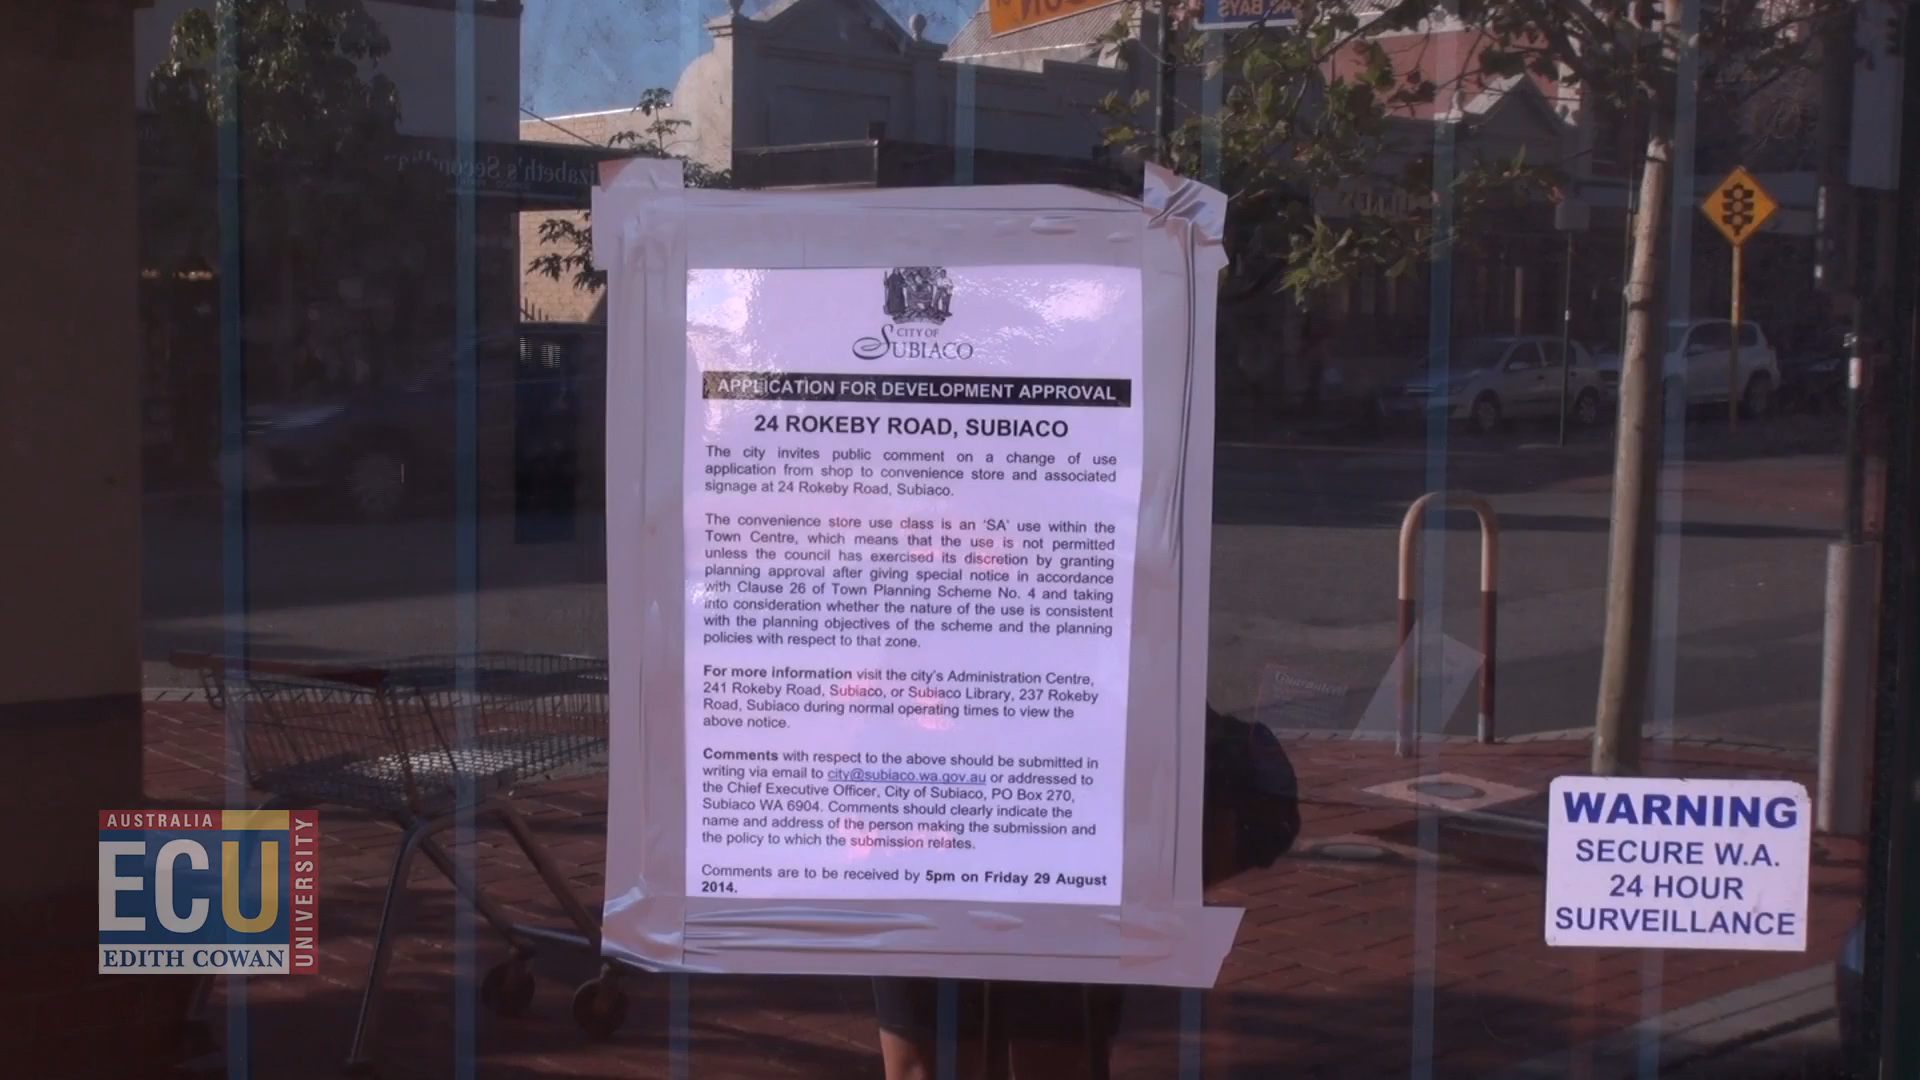 CITY OF
SUBIACO
APPLICATION FOR DEVELOPMENT APPROVAL
24 ROKEBY ROAD, SUBIACO
The city invites public comment on a change of use
application from shop to convenience store and associated
signage at 24 Rokeby Road, Subiaco.
The convenience store use class is an 'SA' use within the
Town Centre, which means that the use is not permitted
unless the council has exercised its discretion by granting
planning approval after giving special notice in accordance
with Clause 26 of Town Planning Scheme No. 4 and taking
into consideration whether the nature of the use is consistent
with the planning objectives of the scheme and the planning
policies with respect to that zone.
For more information visit the city's Administration Centre,
241 Rokeby Road, Subiaco, or Subiaco Library, 237 Rokeby
Road, Subiaco during normal operating times to view the
above notice.
Comments with respect to the above should be submitted in
writing via email to city@subiaco.wa.gov.au or addressed to
the Chief Executive Officer, City of Subiaco, PO Box 270,
Subiaco WA 6904. Comments should clearly indicate the
name and address of the person making the submission and
the policy to which the submission relates.
Comments are to be received by 5pm on Friday 29 August
2014.
WARNING
SECURE W.A.
24 HOUR
SURVEILLANCE
AUSTRALIA
ECU
EDITH COWAN
UNIVERSITY